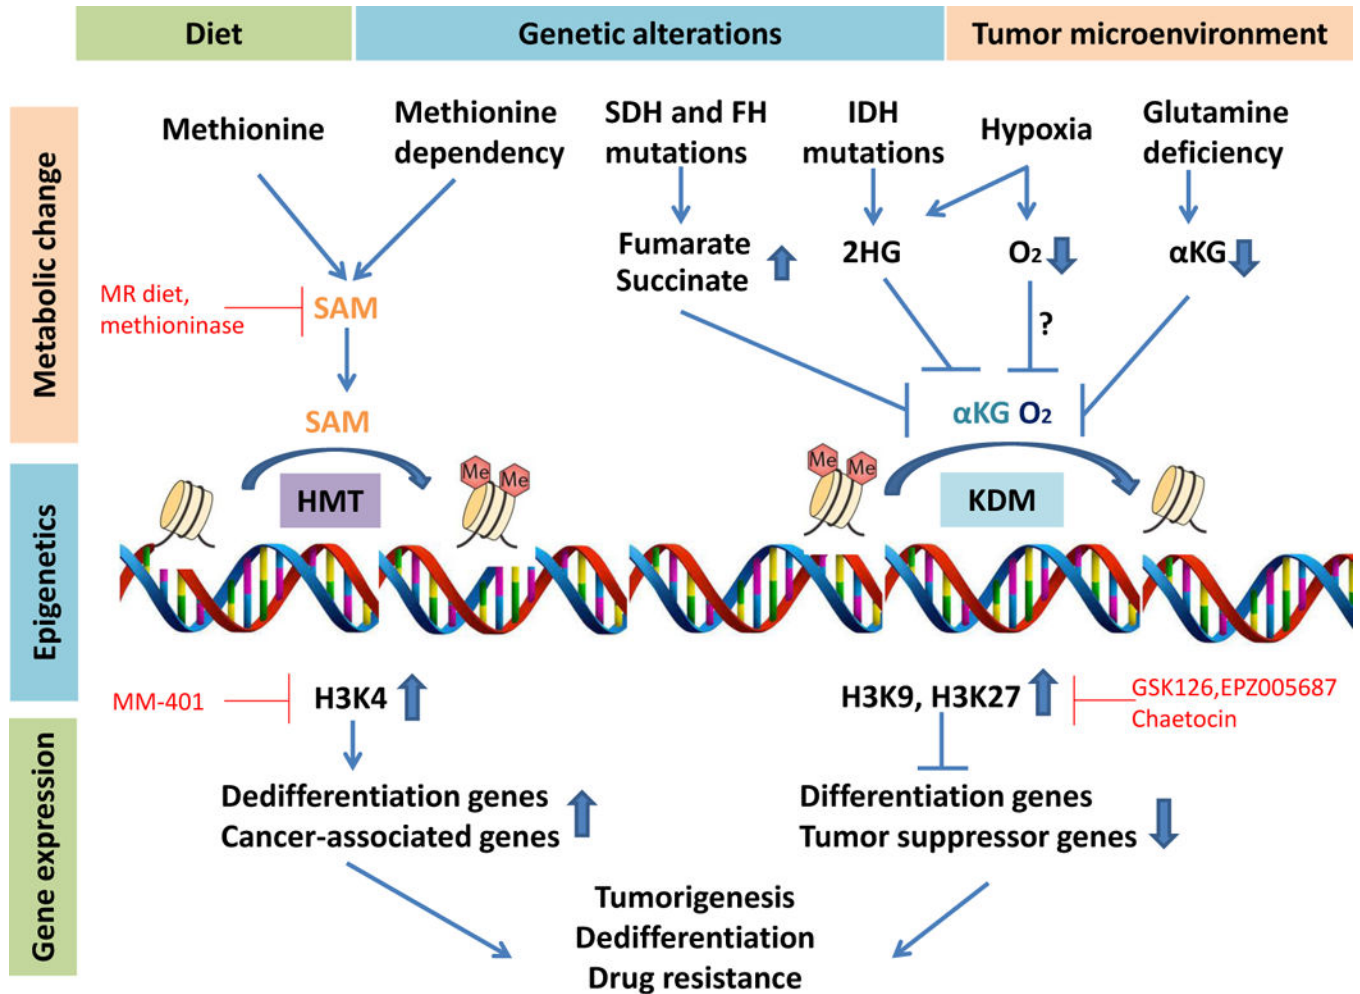 Diet
Genetic alterations
Tumor microenvironment
Metabolic change
Epigenetics
Gene expression
Methionine
Methionine
dependency
SDH and FH
mutations
IDH
mutations
Hypoxia
Glutamine
deficiency
Fumarate
Succinate
2HG
O2
αKG
MR diet,
methioninase
SAM
?
SAM
αKG O2
Me
Me
HMT
Me
Me
KDM
MM-401
H3K4
H3K9, H3K27
GSK126,EPZ005687
Chaetocin
Dedifferentiation genes
Cancer-associated genes
Differentiation genes
Tumor suppressor genes
Tumorigenesis
Dedifferentiation
Drug resistance